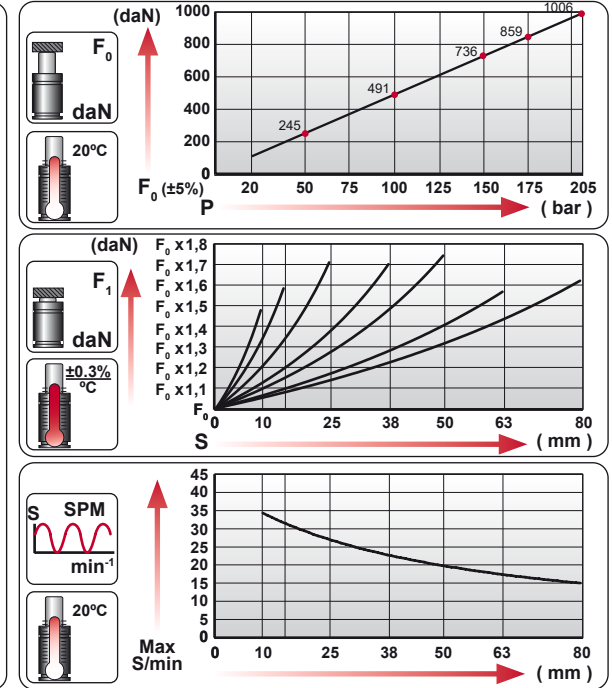 F0
daN
20ºC
(daN)
F0 (±5%)
1000
800
600
400
200
0
245
491
736
859
1006
20 50 75 100 125 150 175 205
P
( bar )
F1
daN
±0.3%
ºC
(daN)
F0 x1,8
F0 x1,7
F0 x1,6
F0 x1,5
F0 x1,4
F0 x1,3
F0 x1,2
F0 x1,1
F0
0 10 25 38 50 63 80
S
( mm )
S SPM
min-1
20ºC
Max
S/min
45
40
35
30
25
20
15
10
5
0
0 10 25 38 50 63 80
( mm )